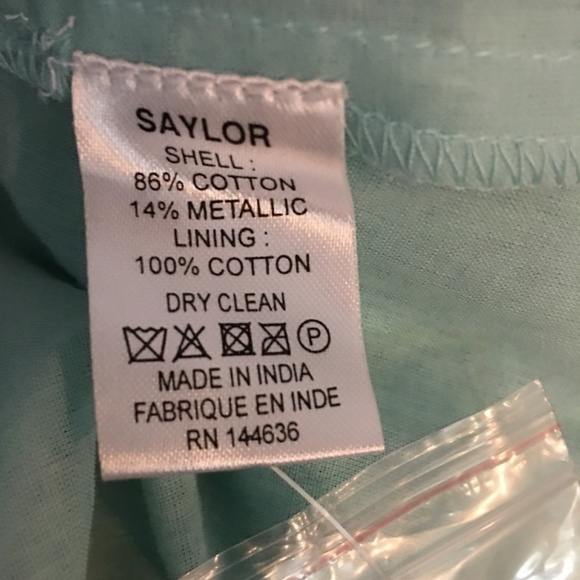 SAYLOR
SHELL :
86% COTTON
14% METALLIC
LINING :
100% COTTON
DRY CLEAN
P
MADE IN INDIA
FABRIQUE EN INDE
RN 144636